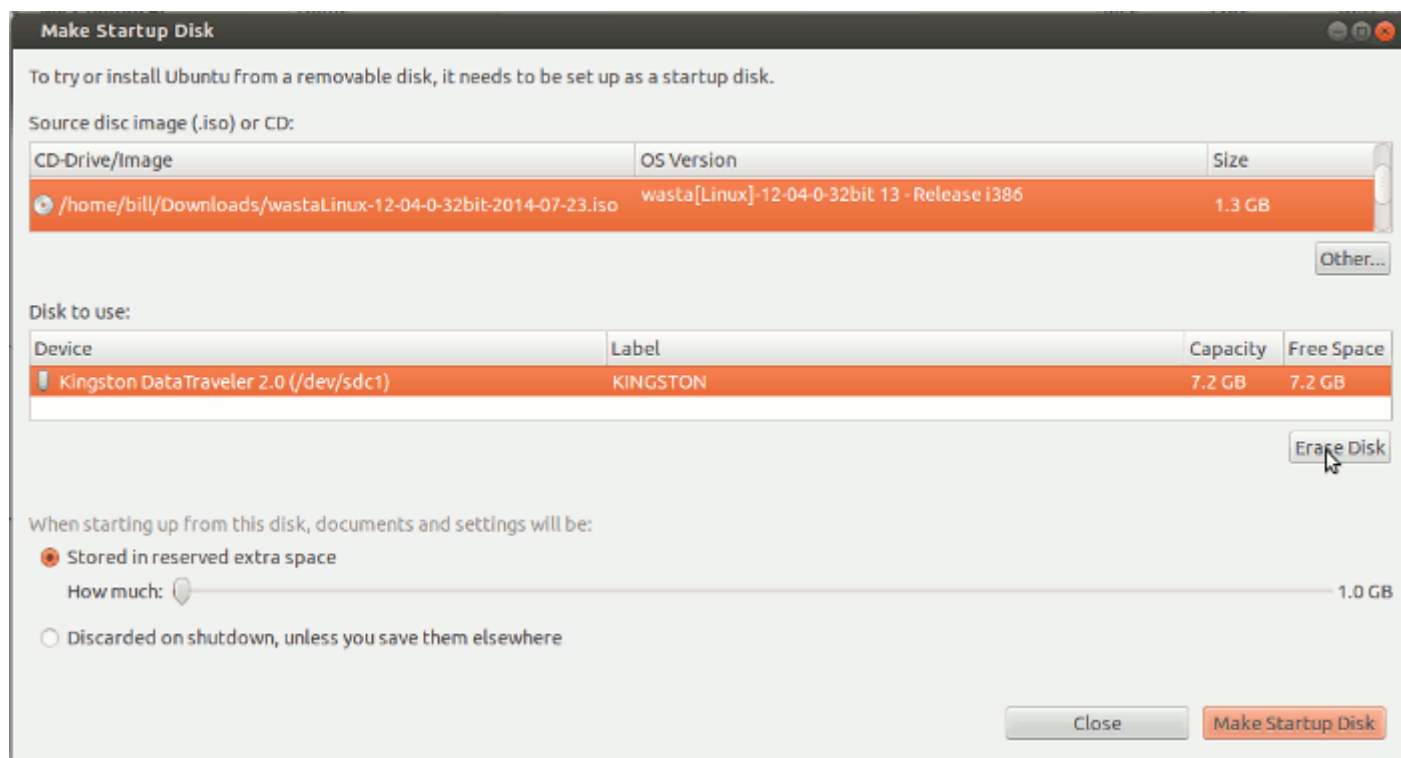 Make Startup Disk
To try or install Ubuntu from a removable disk, it needs to be set up as a startup disk.
Source disc image (.iso) or CD:
CD-Drive/Image OS Version Size
/home/bill/Downloads/wastaLinux-12-04-0-32bit-2014-07-23.iso wasta[Linux]-12-04-0-32bit 13 - Release i386 1.3 GB
Other...
Disk to use:
Device Label Capacity Free Space
Kingston DataTraveler 2.0 (/dev/sdc1) KINGSTON 7.2 GB 7.2 GB
Erase Disk
When starting up from this disk, documents and settings will be:
Stored in reserved extra space
How much: 1.0 GB
Discarded on shutdown, unless you save them elsewhere
Close Make Startup Disk